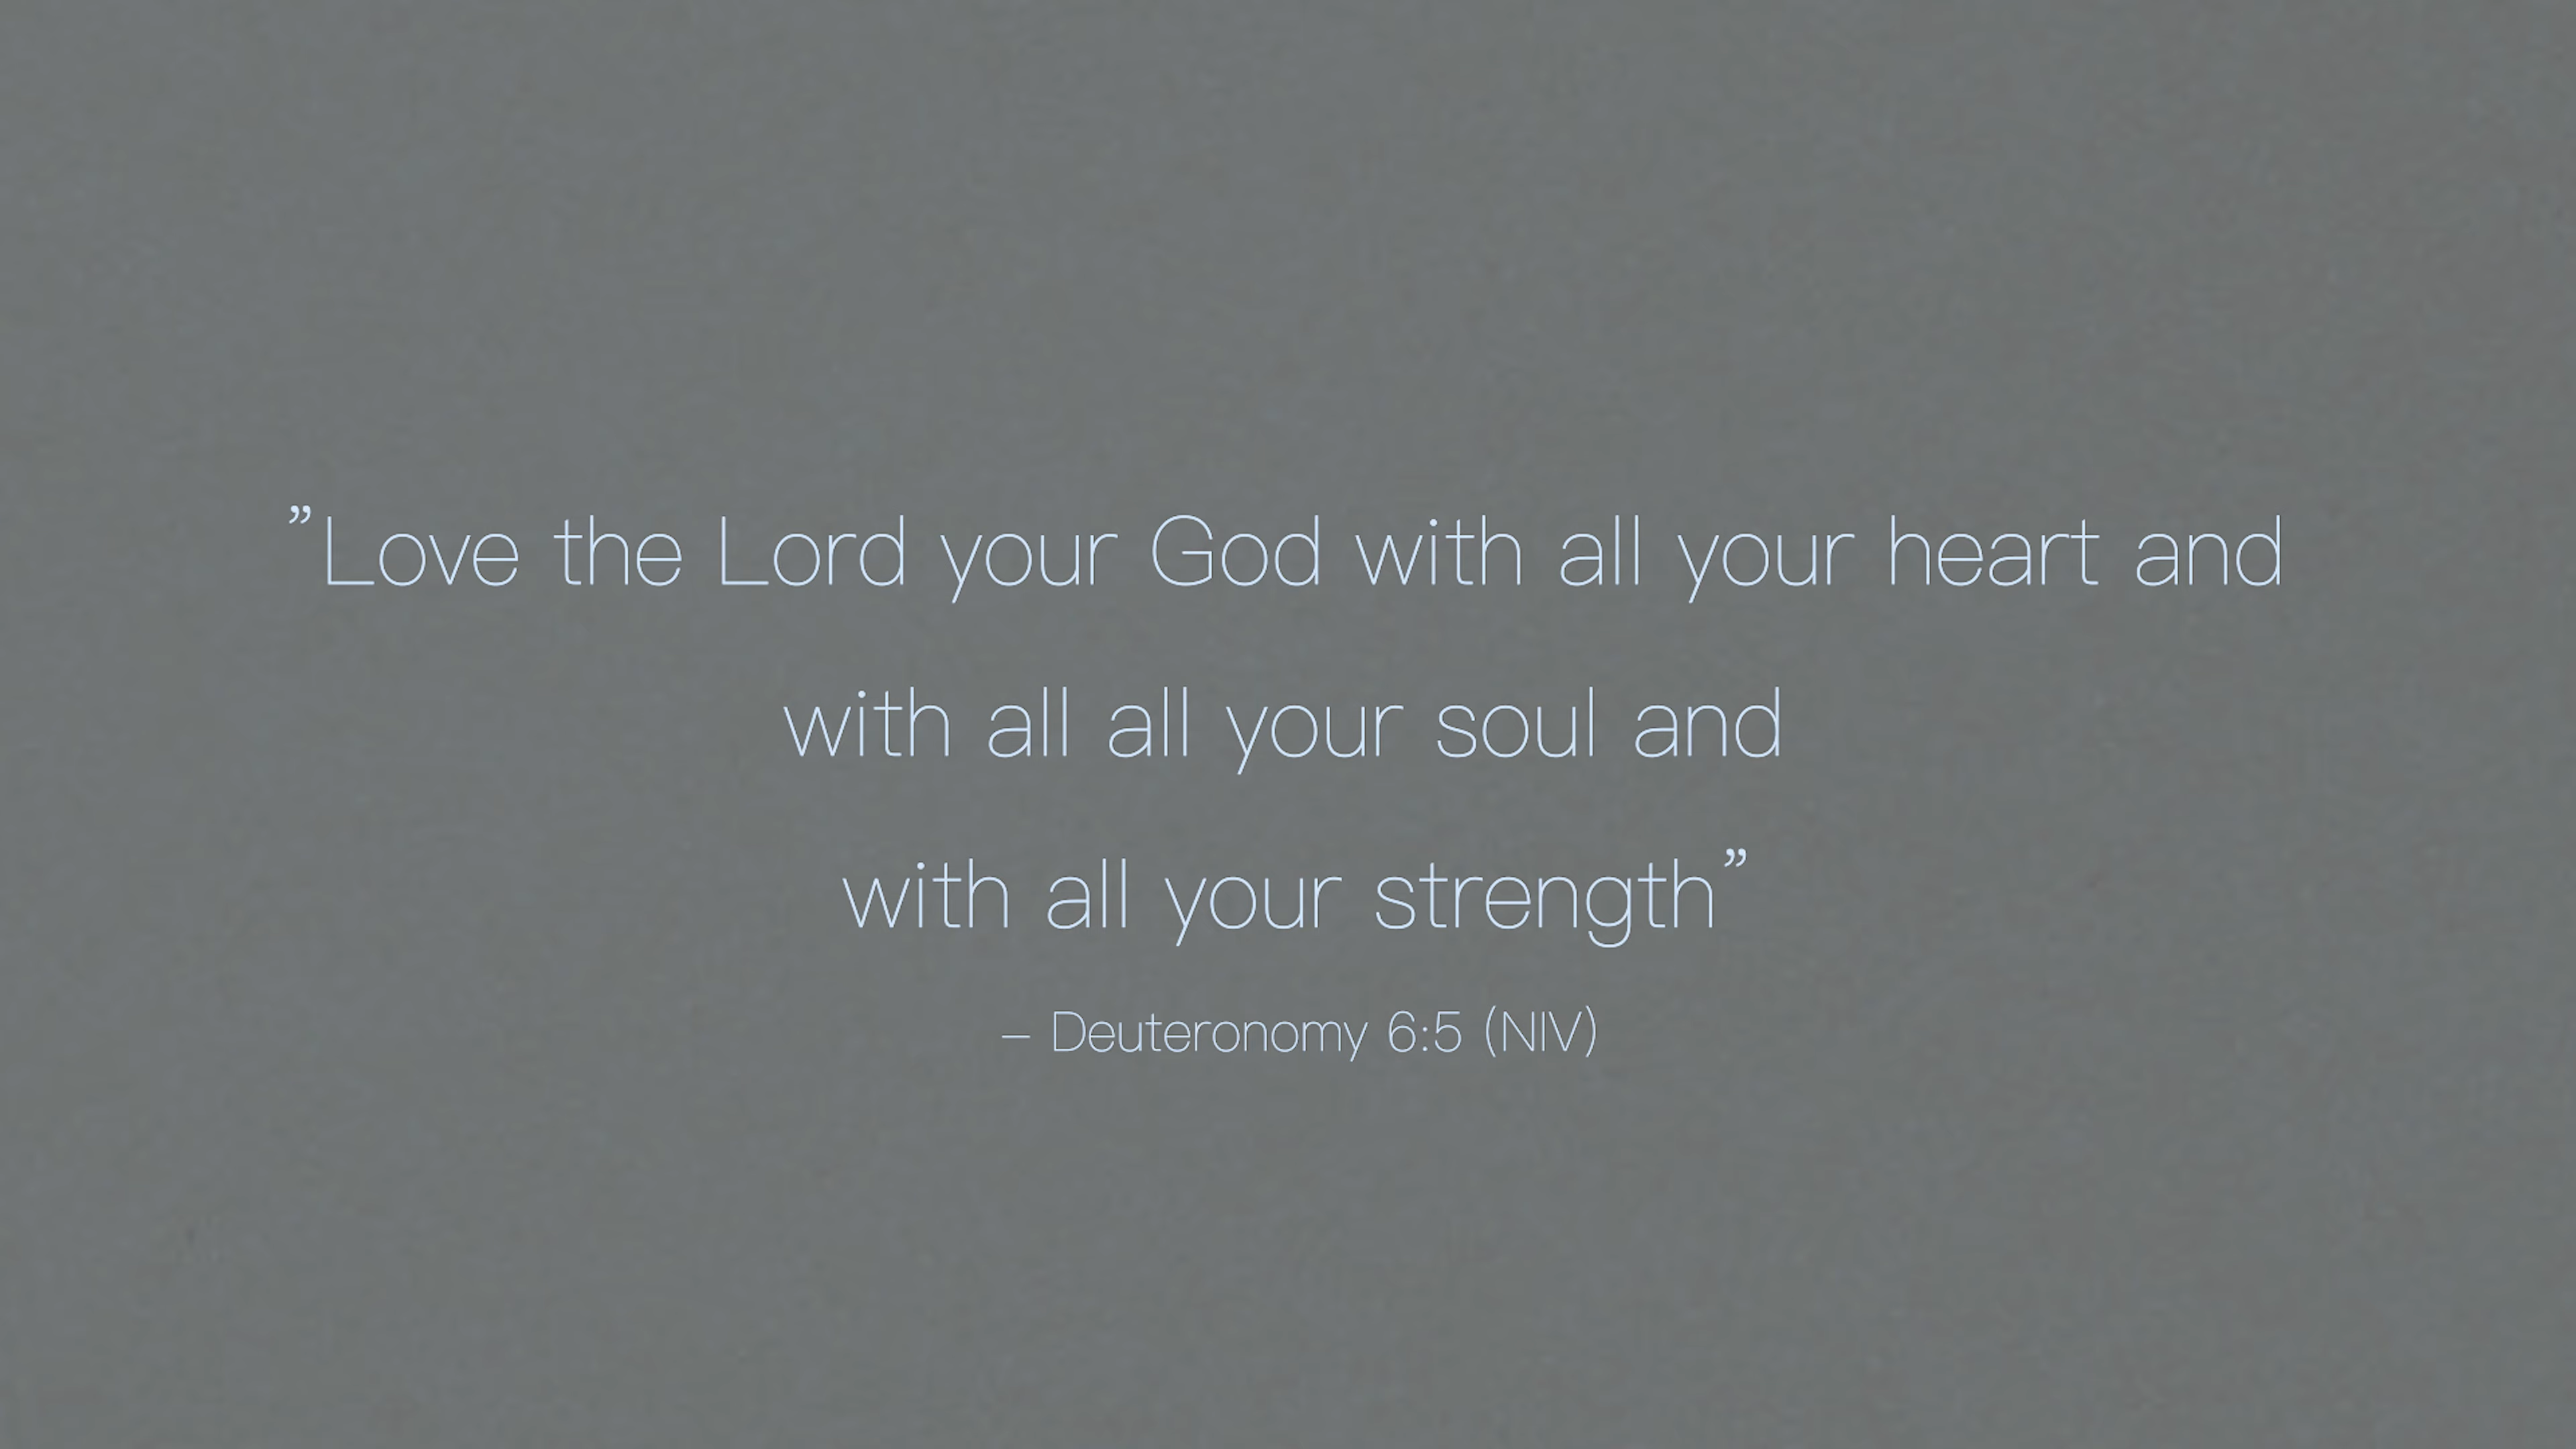 ”Love the Lord your God with all your heart and
with all all your soul and
with all your strength”
– Deuteronomy 6:5 (NIV)